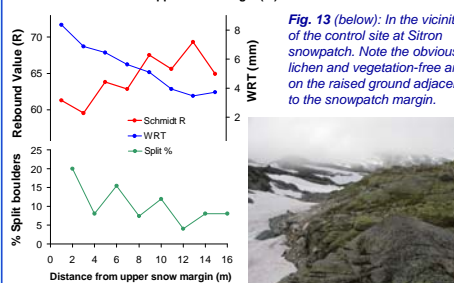 Rebound Value (R)
70
65
60
8
6
4
2
WRT (mm)
Schmidt R
WRT
Split %
% Split boulders
25
20
15
10
5
0
0 2 4 6 8 10 12 14 16
Distance from upper snow margin (m)
Fig. 13 (below): In the
of the control site at Sitron
snowpatch. Note the obvious
lichen and vegetation-free
on the raised ground
to the snowpatch margin.